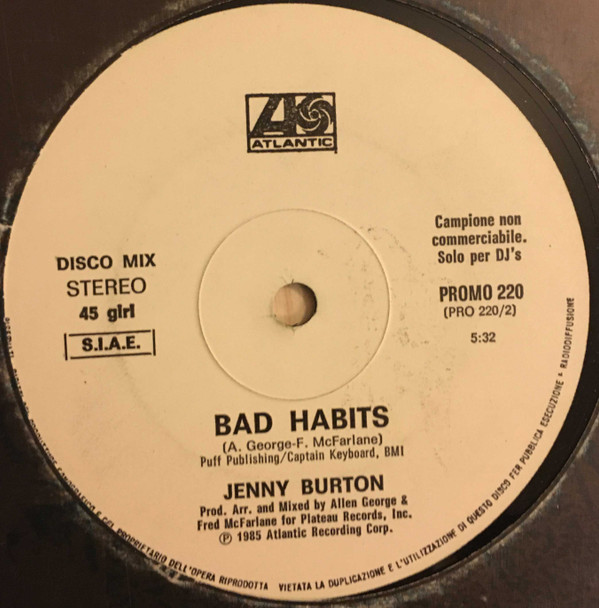 ATLANTIC
DISCO MIX
STEREO
45 giri
S.I.A.E.
Campione non
commerciabile.
Solo per DJ's
PROMO 220
(PRO 220/2)
5:32
BAD HABITS
(A. George-F. McFarlane)
Puff Publishing/Captain Keyboard, BMI
JENNY BURTON
Prod. Arr. and Mixed by Allen George &
Fred McFarlane for Plateau Records, Inc.
℗ 1985 Atlantic Recording Corp.
E DEL PROPRIETARIO DELL'OPERA RIPRODOTTA VIETATA LA DUPLICAZIONE E L'UTILIZZAZIONE DI QUESTO DISCO PER PUBBLICA ESECUZIONE & RADIODIFFUSIONE